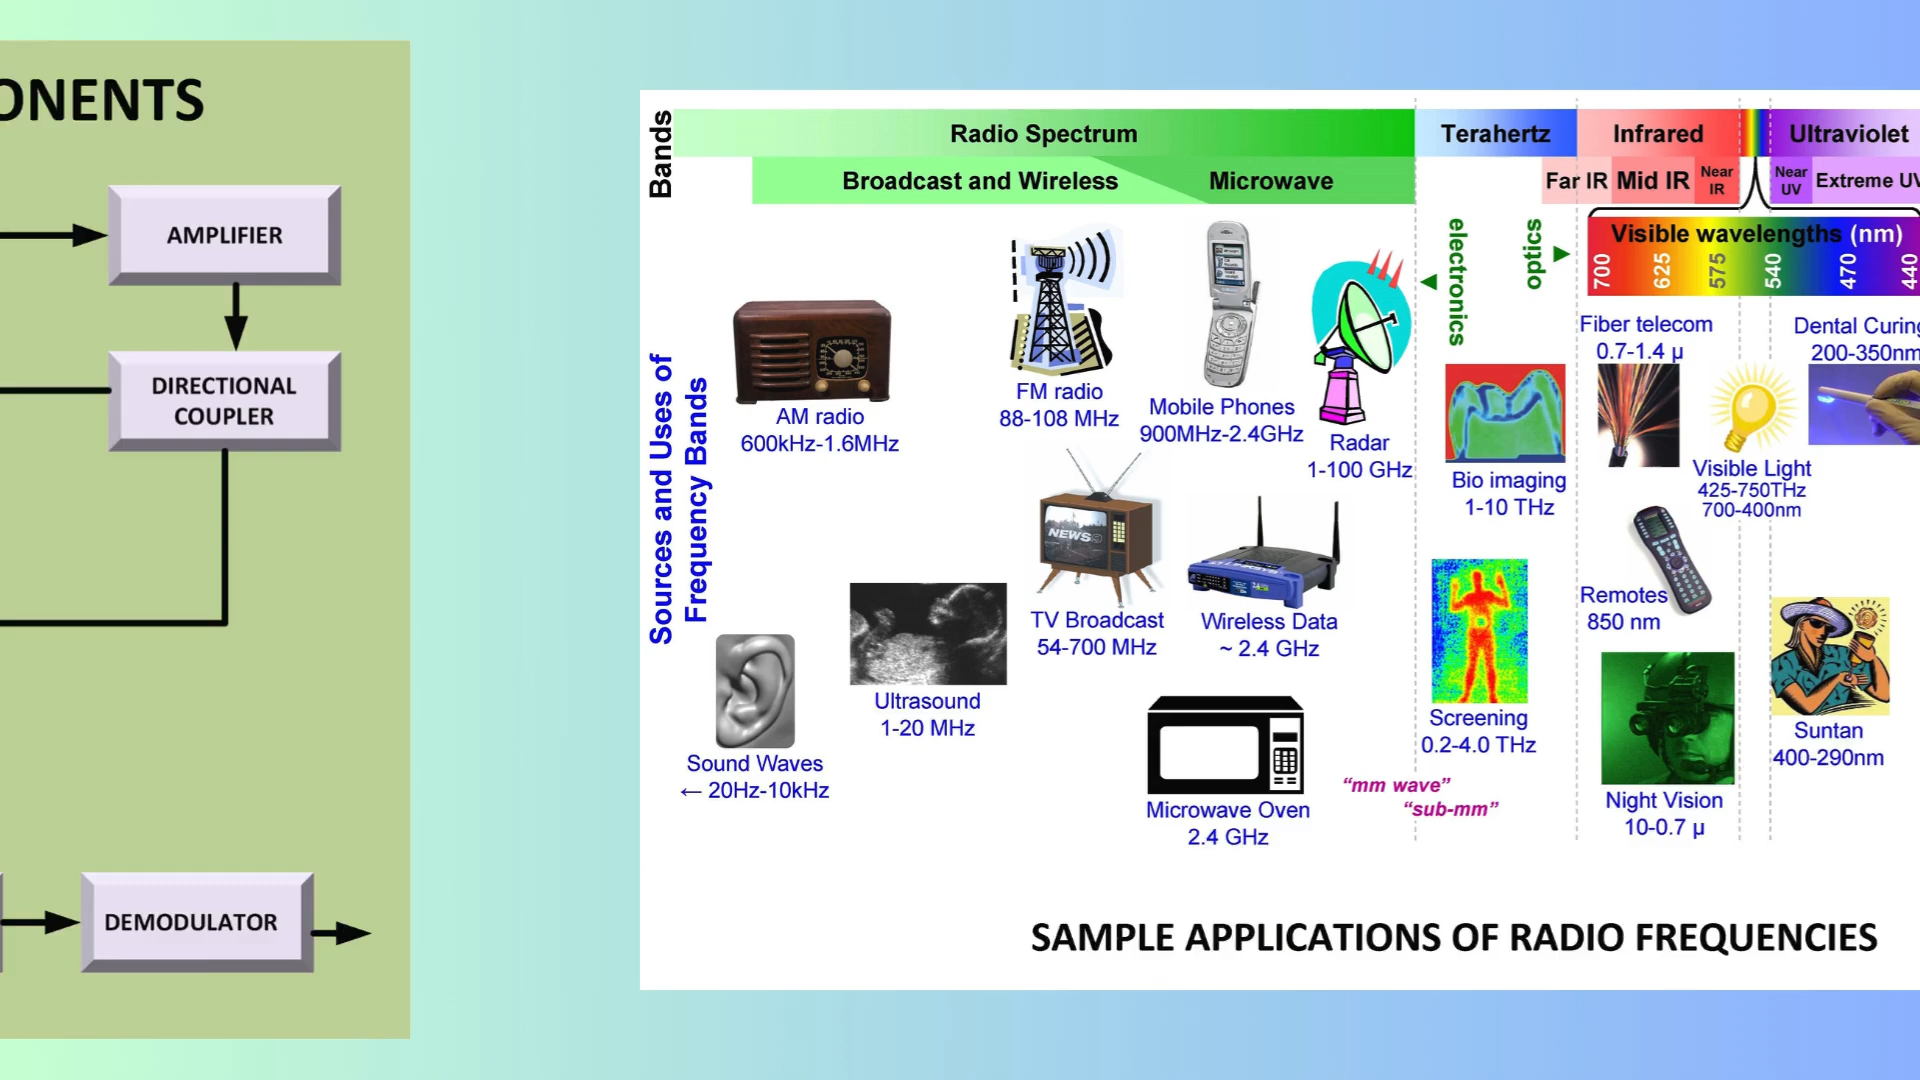 ONENTS
AMPLIFIER
DIRECTIONAL
COUPLER
DEMODULATOR
Bands
Radio Spectrum
Terahertz
Infrared
Ultraviolet
Broadcast and Wireless
Microwave
Far IR
Mid IR
Near
IR
Near
UV
Extreme UV
electronics
optics
Visible wavelengths (nm)
700
625
575
540
470
440
Sources and Uses of
Frequency Bands
AM radio
600kHz-1.6MHz
FM radio
88-108 MHz
Mobile Phones
900MHz-2.4GHz
Radar
1-100 GHz
Bio imaging
1-10 THz
Fiber telecom
0.7-1.4 µ
Dental Curing
200-350nm
Visible Light
425-750THz
700-400nm
NEWS9
TV Broadcast
54-700 MHz
Wireless Data
~ 2.4 GHz
Remotes
850 nm
Ultrasound
1-20 MHz
Screening
0.2-4.0 THz
Suntan
400-290nm
Sound Waves
← 20Hz-10kHz
Microwave Oven
2.4 GHz
“mm wave”
“sub-mm”
Night Vision
10-0.7 µ
SAMPLE APPLICATIONS OF RADIO FREQUENCIES